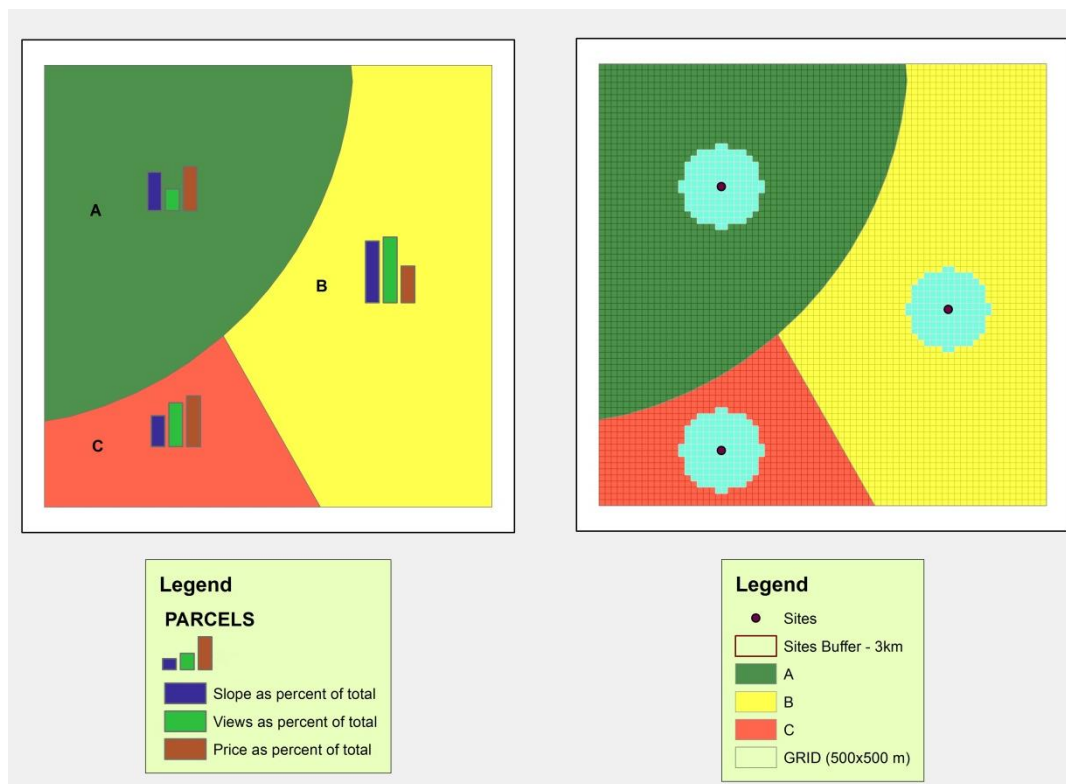 A
B
C
Legend
PARCELS
Slope as percent of total
Views as percent of total
Price as percent of total
Legend
Sites
Sites Buffer - 3km
A
B
C
GRID (500x500 m)